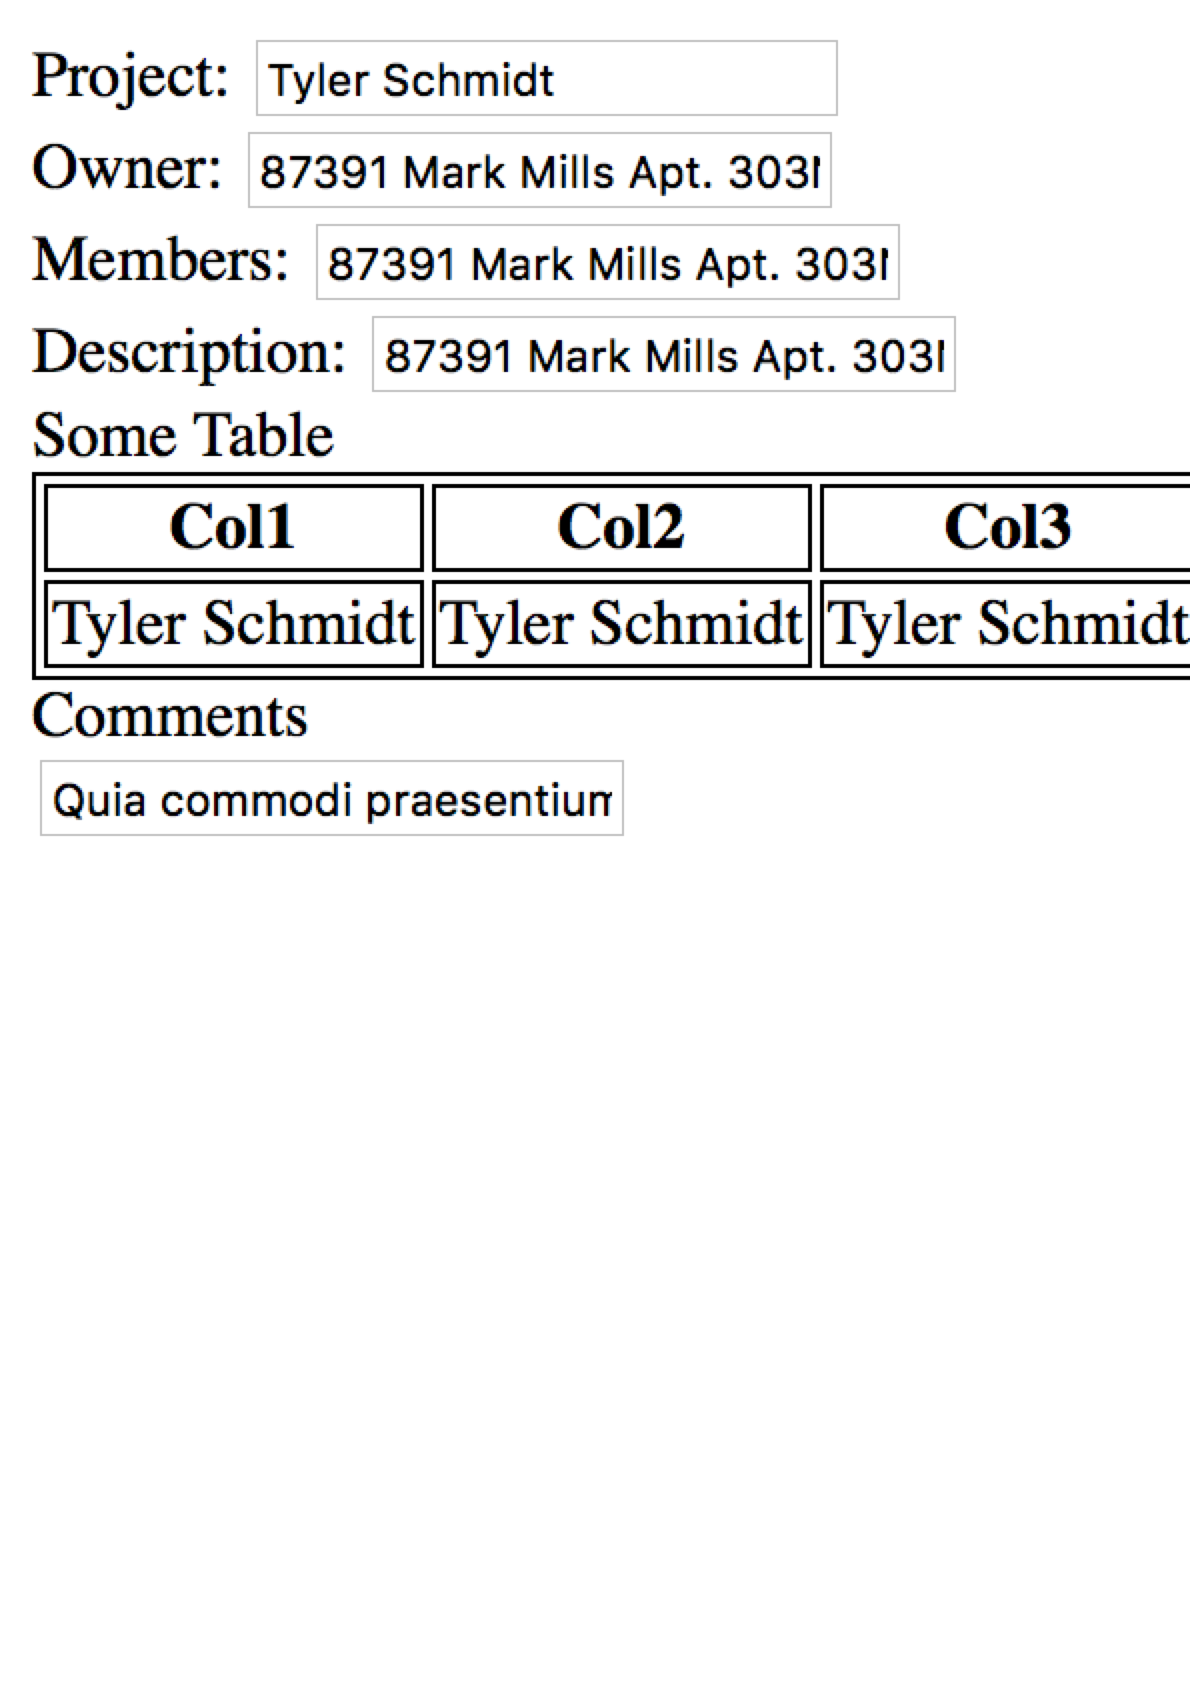 Project: Tyler Schmidt
Owner: 87391 Mark Mills Apt. 303
Members: 87391 Mark Mills Apt. 303
Description: 87391 Mark Mills Apt. 303
Some Table
Col1 Col2 Col3
Tyler Schmidt Tyler Schmidt Tyler Schmidt
Comments
Quia commodi praesentium